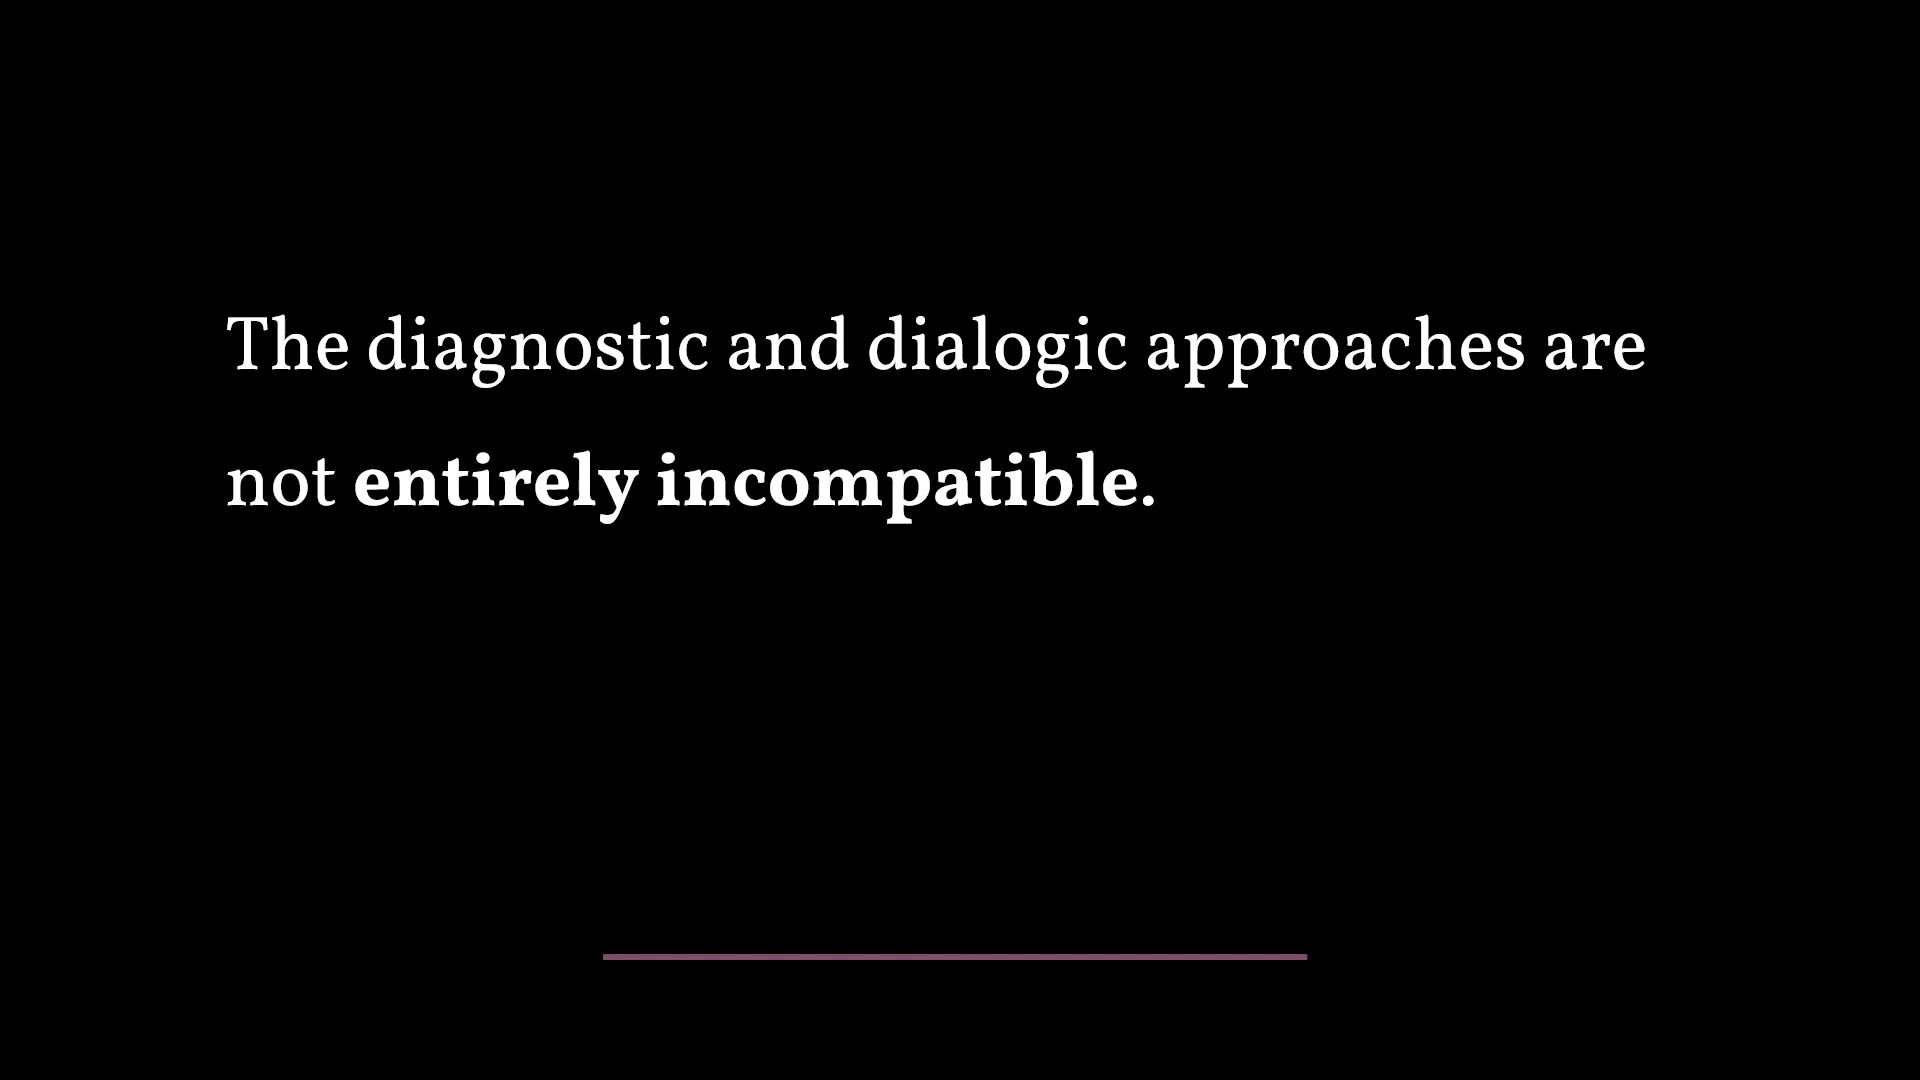 The diagnostic and dialogic approaches are
not entirely incompatible.